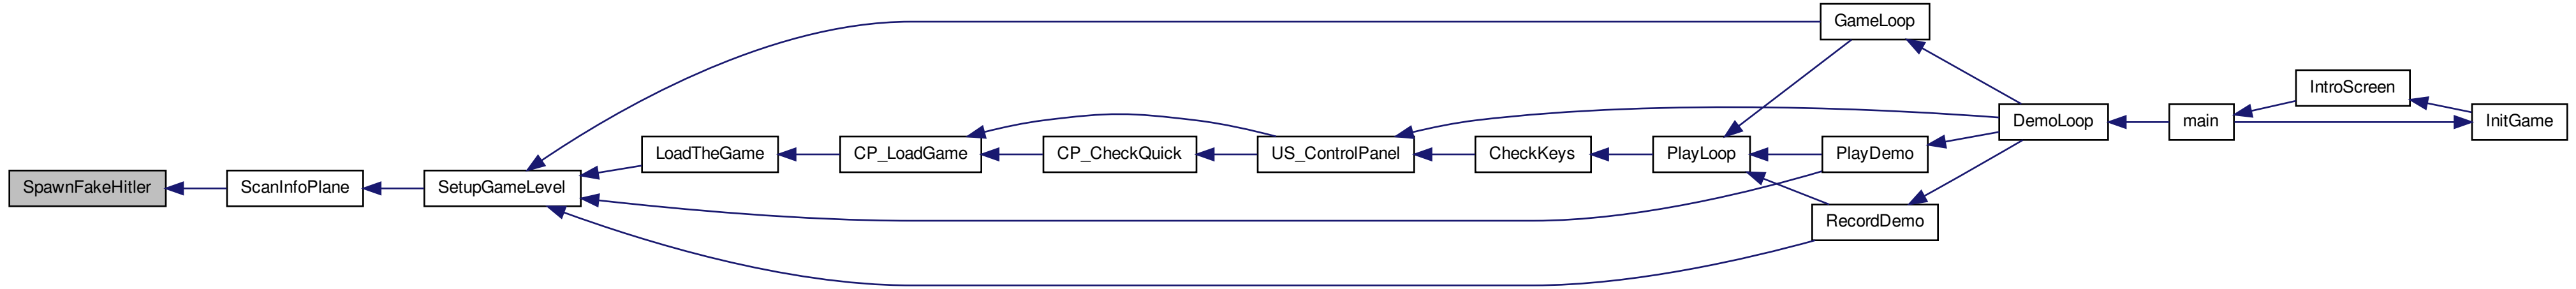 SpawnFakeHitler
ScanInfoPlane
SetupGameLevel
LoadTheGame
CP_LoadGame
CP_CheckQuick
US_ControlPanel
CheckKeys
PlayLoop
GameLoop
PlayDemo
RecordDemo
DemoLoop
main
IntroScreen
InitGame